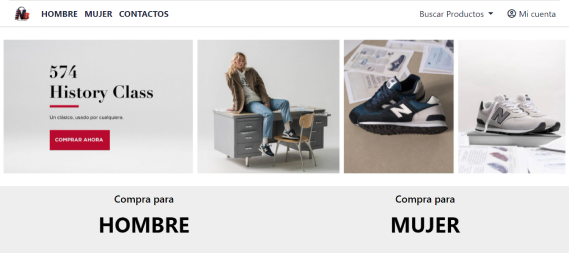 HOMBRE MUJER CONTACTOS
Buscar Productos
Mi cuenta
574
History Class
Un clásico, usado por cualquiera.
COMPRAR AHORA
Compra para
HOMBRE
Compra para
MUJER